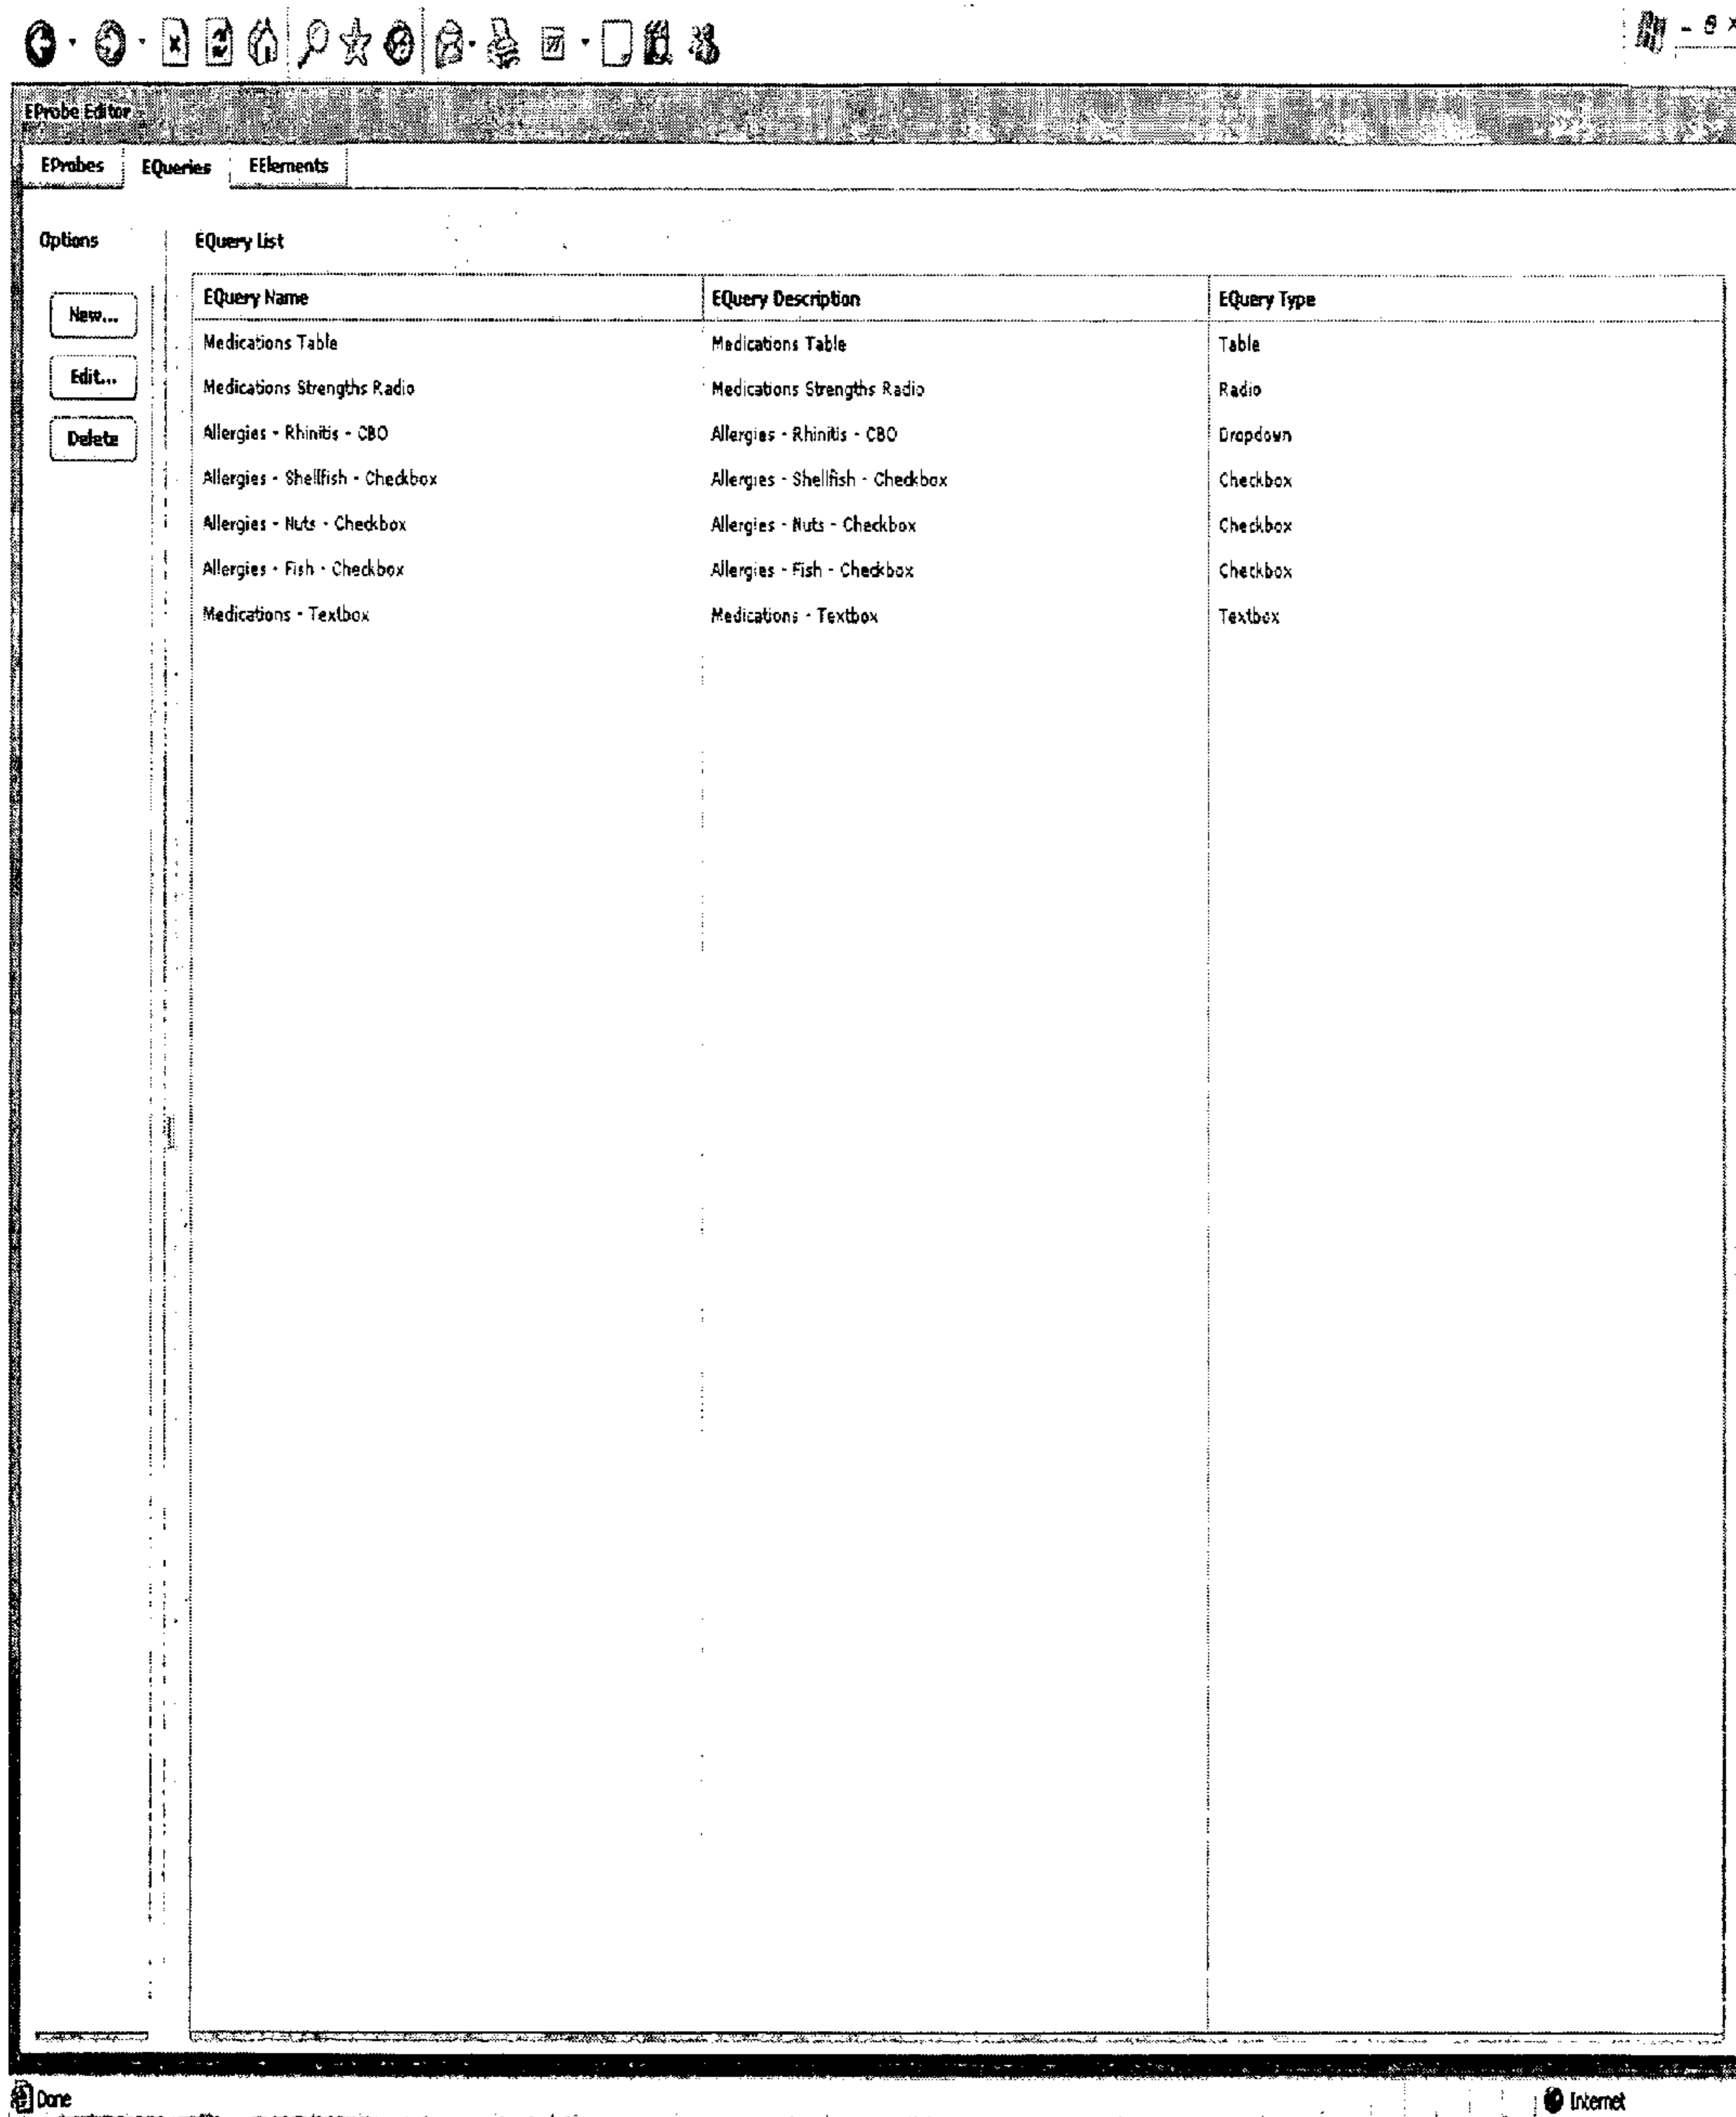 EProbe Editor
EProbes EQueries EElements
Options EQuery List
EQuery Name EQuery Description EQuery Type
New...
Medications Table Medications Table Table
Edit...
Medications Strengths Radio Medications Strengths Radio Radio
Delete
Allergies - Rhinitis - CBO Allergies - Rhinitis - CBO Dropdown
Allergies - Shellfish - Checkbox Allergies - Shellfish - Checkbox Checkbox
Allergies - Nuts - Checkbox Allergies - Nuts - Checkbox Checkbox
Allergies - Fish - Checkbox Allergies - Fish - Checkbox Checkbox
Medications - Textbox Medications - Textbox Textbox
Done Internet